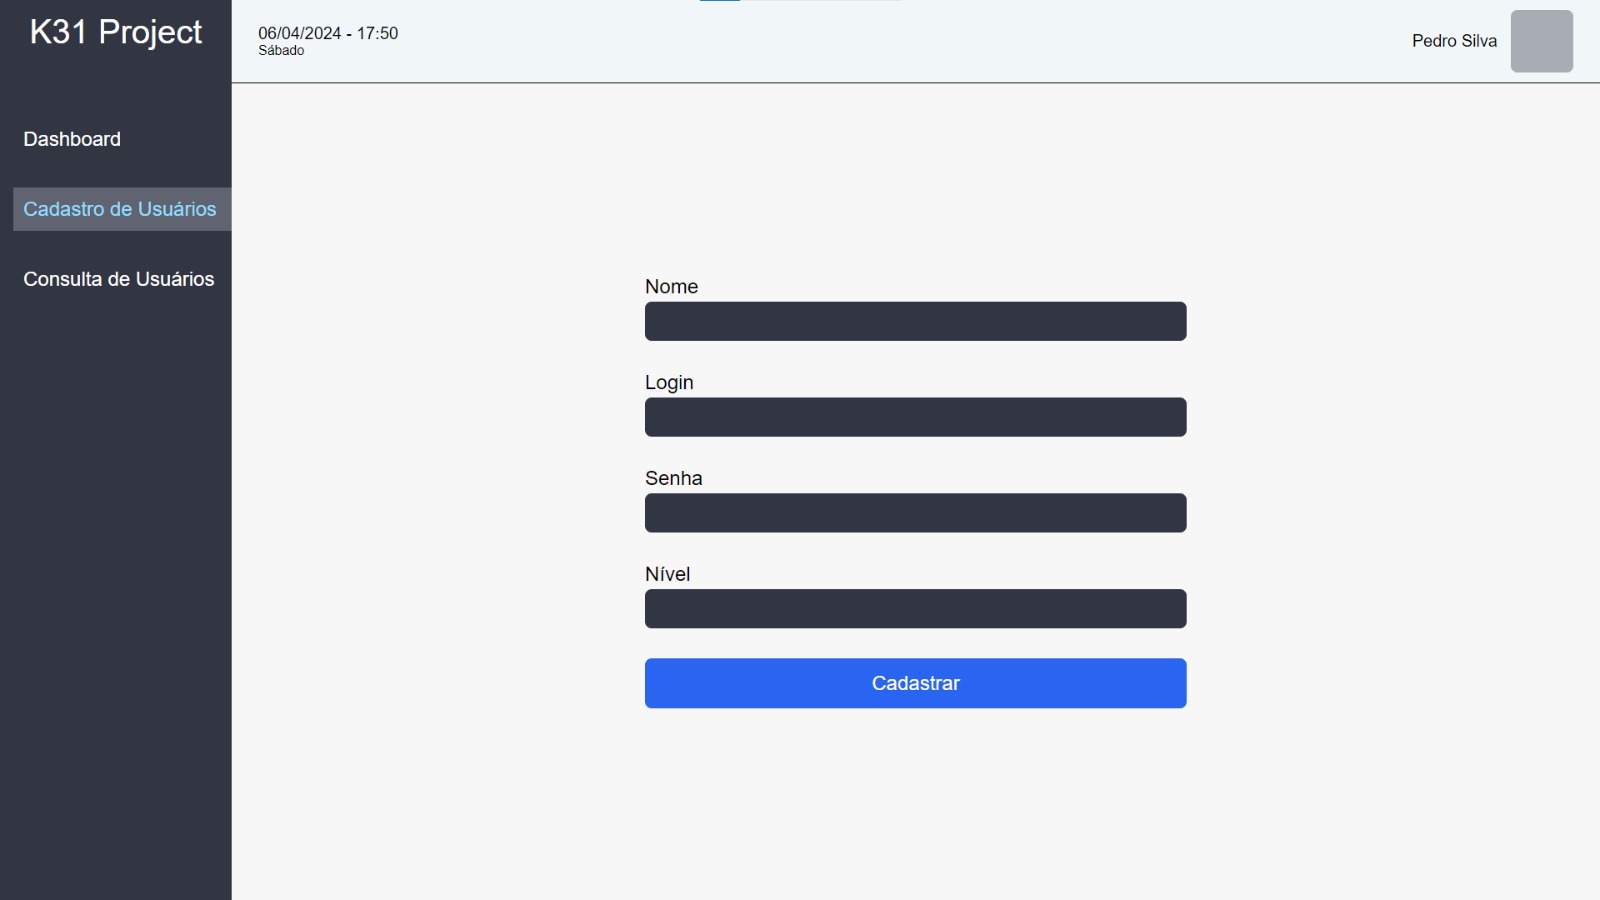 K31 Project
06/04/2024 - 17:50
Sábado
Pedro Silva
Dashboard
Cadastro de Usuários
Consulta de Usuários
Nome
Login
Senha
Nível
Cadastrar